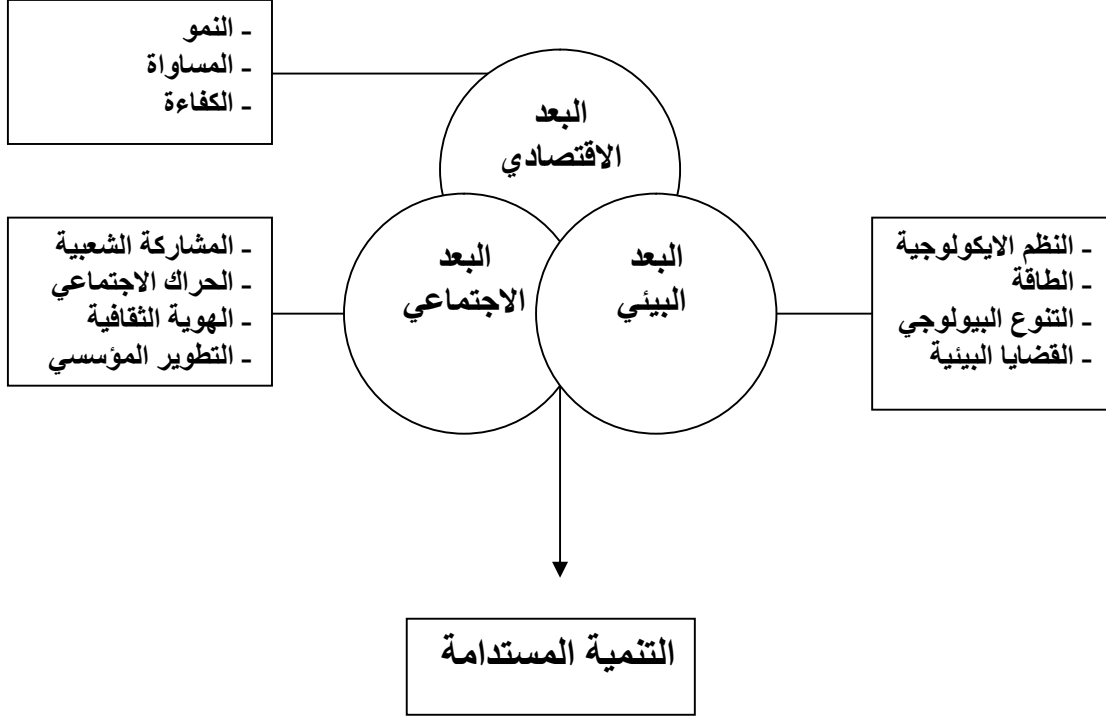 - النمو
- المساواة
- الكفاءة
البعد
الاقتصادي
- المشاركة الشعبية
- الحراك الاجتماعي
- الهوية الثقافية
- التطوير المؤسسي
البعد
الاجتماعي
البعد
البيئي
- النظم الايكولوجية
- الطاقة
- التنوع البيولوجي
- القضايا البيئية
التنمية المستدامة